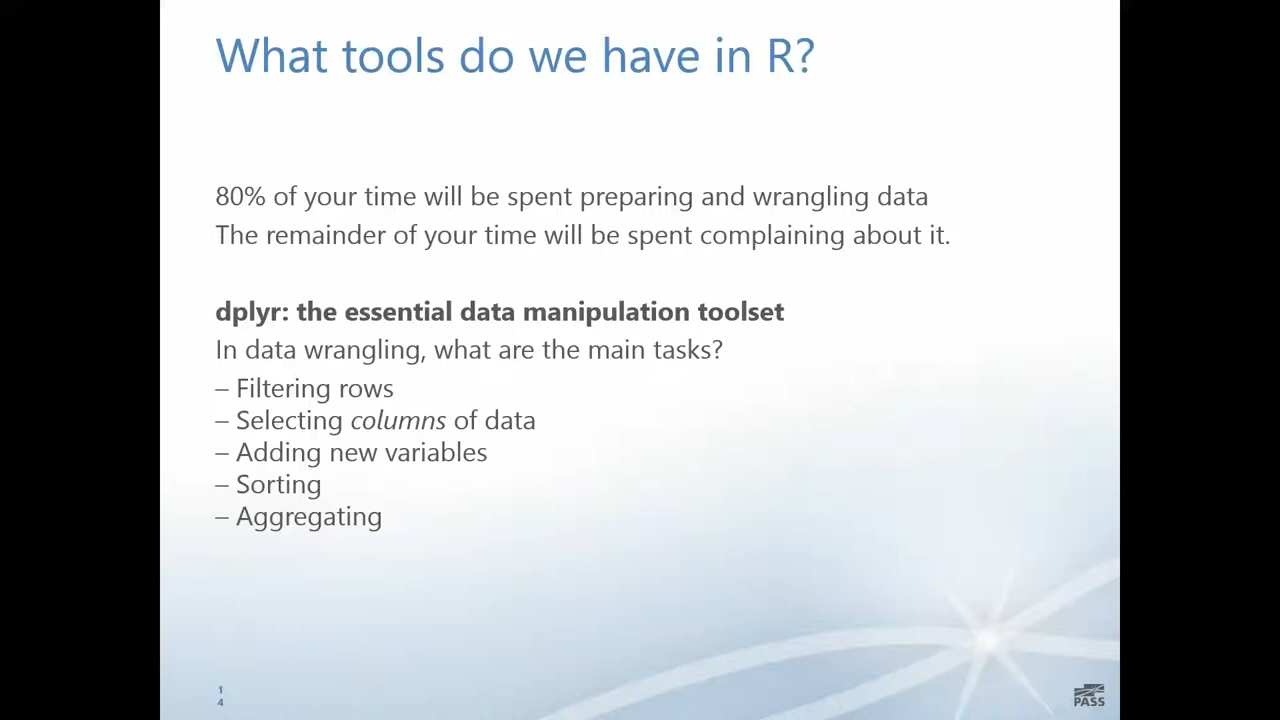 What tools do we have in R?
80% of your time will be spent preparing and wrangling data
The remainder of your time will be spent complaining about it.
dplyr: the essential data manipulation toolset
In data wrangling, what are the main tasks?
– Filtering rows
– Selecting columns of data
– Adding new variables
– Sorting
– Aggregating
1
4
PASS